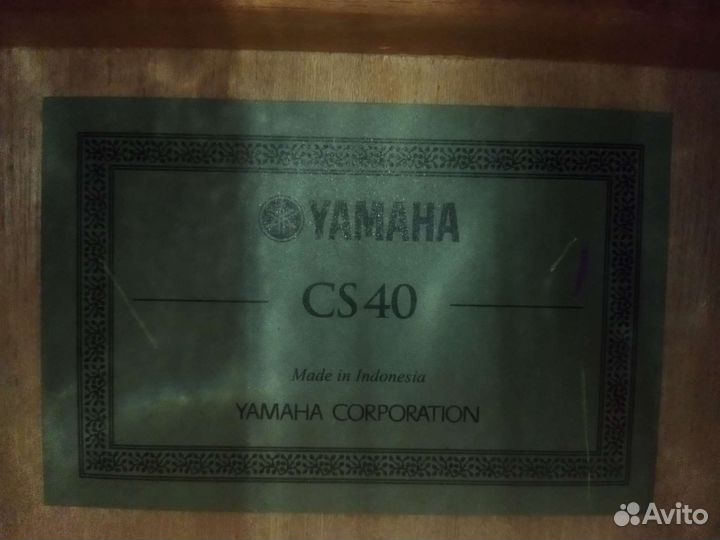 YAMAHA
CS40
Made in Indonesia
YAMAHA CORPORATION
Avito